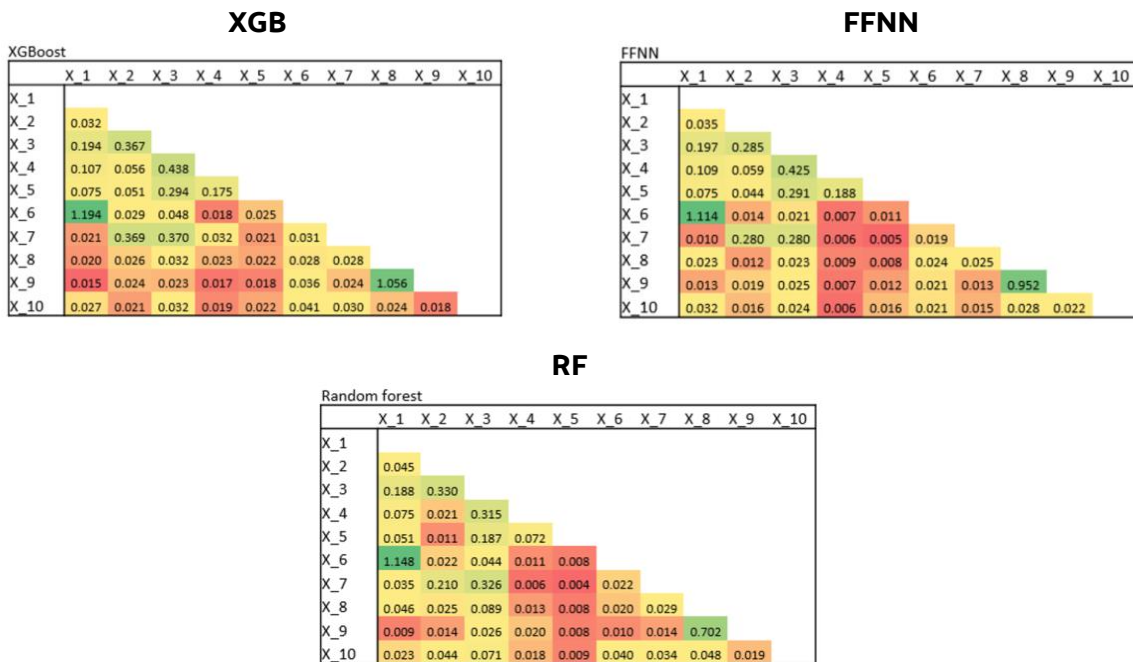 XGB
XGBoost
X_1 X_2 X_3 X_4 X_5 X_6 X_7 X_8 X_9 X_10
X_1
X_2 0.032
X_3 0.194 0.367
X_4 0.107 0.056 0.438
X_5 0.075 0.051 0.294 0.175
X_6 1.194 0.029 0.048 0.018 0.025
X_7 0.021 0.369 0.370 0.032 0.021 0.031
X_8 0.020 0.026 0.032 0.023 0.022 0.028 0.028
X_9 0.015 0.024 0.023 0.017 0.018 0.036 0.024 1.056
X_10 0.027 0.021 0.032 0.019 0.022 0.041 0.030 0.024 0.018
FFNN
FFNN
X_1 X_2 X_3 X_4 X_5 X_6 X_7 X_8 X_9 X_10
X_1
X_2 0.035
X_3 0.197 0.285
X_4 0.109 0.059 0.425
X_5 0.075 0.044 0.291 0.188
X_6 1.114 0.014 0.021 0.007 0.011
X_7 0.010 0.280 0.280 0.006 0.005 0.019
X_8 0.023 0.012 0.023 0.009 0.008 0.024 0.025
X_9 0.013 0.019 0.025 0.007 0.012 0.021 0.013 0.952
X_10 0.032 0.016 0.024 0.006 0.016 0.021 0.015 0.028 0.022
RF
Random forest
X_1 X_2 X_3 X_4 X_5 X_6 X_7 X_8 X_9 X_10
X_1
X_2 0.045
X_3 0.188 0.330
X_4 0.075 0.021 0.315
X_5 0.051 0.011 0.187 0.072
X_6 1.148 0.022 0.044 0.011 0.008
X_7 0.035 0.210 0.326 0.006 0.004 0.022
X_8 0.046 0.025 0.089 0.013 0.008 0.020 0.029
X_9 0.009 0.014 0.026 0.020 0.008 0.010 0.014 0.702
X_10 0.023 0.044 0.071 0.018 0.009 0.040 0.034 0.048 0.019